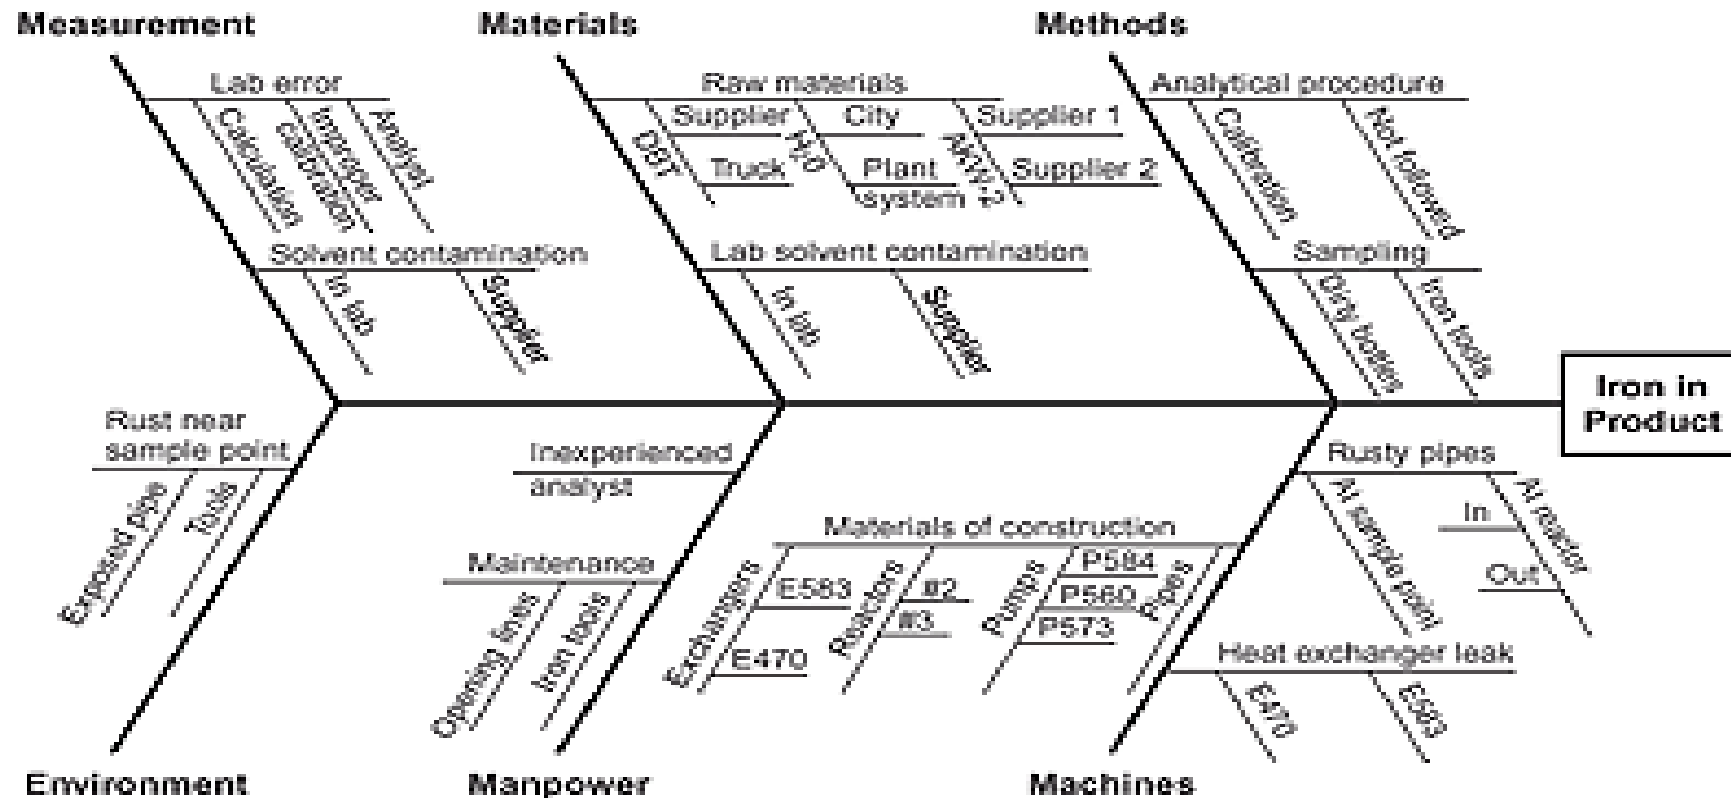 Measurement
Materials
Methods
Lab error
Calculation
Improper
calibration
Analyst
Solvent contamination
In lab
Supplier
Raw materials
DBT
Supplier
Truck
H20
City
Plant
system
Supplier 1
Supplier 2
Lab solvent contamination
In lab
Supplier
Analytical procedure
Calibration
Not followed
Sampling
Dirty bottles
Iron tools
Iron in
Product
Rust near
sample point
Exposed pipe
Tools
Inexperienced
analyst
Maintenance
Opening lines
Iron tools
Materials of construction
Exchangers
E583
E470
Reactors
#2
#3
Pumps
P584
P560
P573
Pipes
Rusty pipes
At sample point
At reactor
In
Out
Heat exchanger leak
E470
E583
Environment
Manpower
Machines